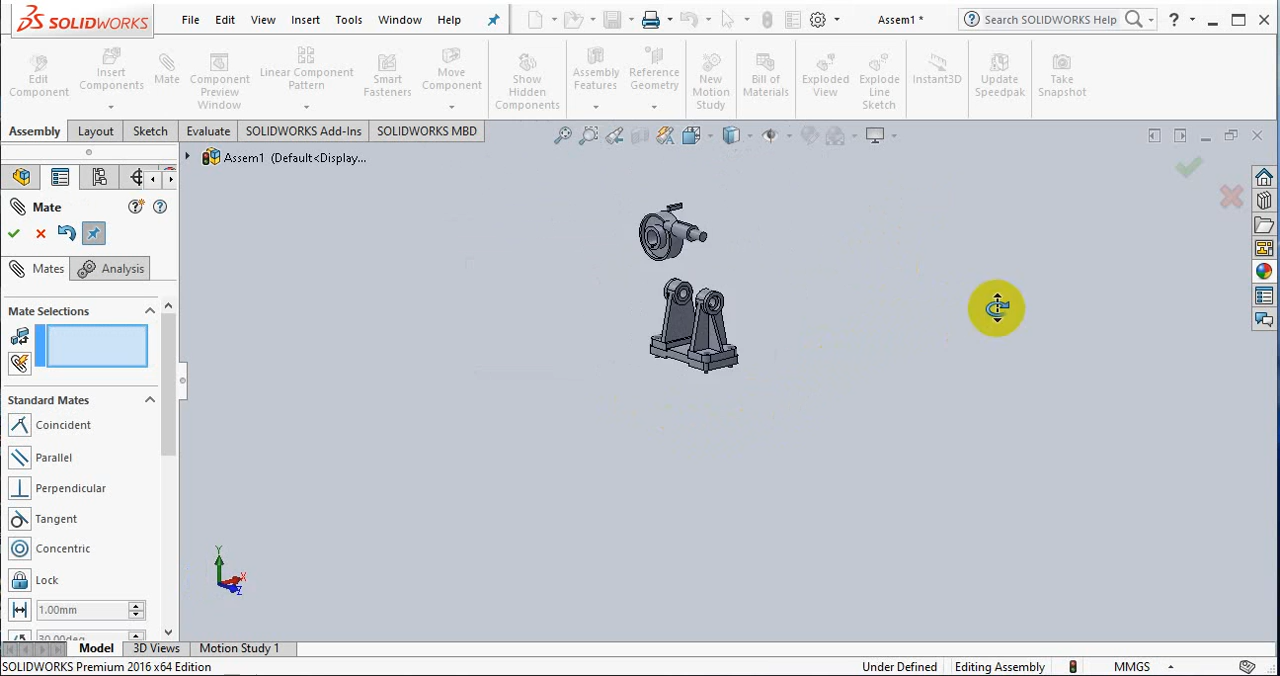 SOLIDWORKS File Edit View Insert Tools Window Help Assem1 * Search SOLIDWORKS Help ?
Edit Component
Insert Components
Mate
Component Preview Window
Linear Component Pattern
Smart Fasteners
Move Component
Show Hidden Components
Assembly Features
Reference Geometry
New Motion Study
Bill of Materials
Exploded View
Explode Line Sketch
Instant3D
Update Speedpak
Take Snapshot
Assembly Layout Sketch Evaluate SOLIDWORKS Add-Ins SOLIDWORKS MBD
Assem1 (Default<Display...
Mate
Mates Analysis
Mate Selections
Standard Mates
Coincident
Parallel
Perpendicular
Tangent
Concentric
Lock
1.00mm
30.00deg
Y
X
Z
Model 3D Views Motion Study 1
SOLIDWORKS Premium 2016 x64 Edition Under Defined Editing Assembly MMGS